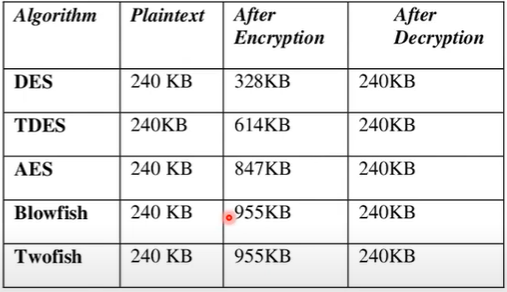 Algorithm Plaintext After Encryption After Decryption
DES 240 KB 328KB 240KB
TDES 240KB 614KB 240KB
AES 240 KB 847KB 240KB
Blowfish 240 KB 955KB 240KB
Twofish 240 KB 955KB 240KB